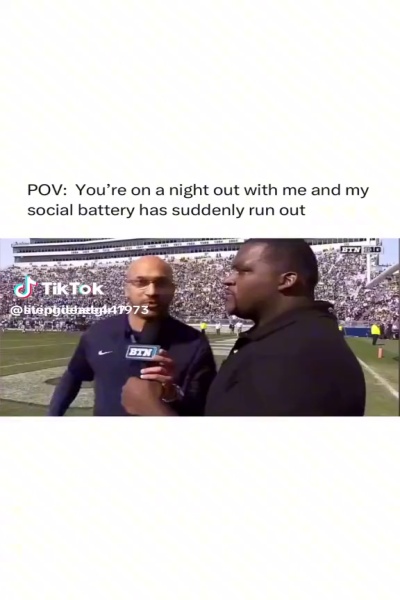 POV:  You’re on a night out with me and my
social battery has suddenly run out
BTN
TikTok
BTN